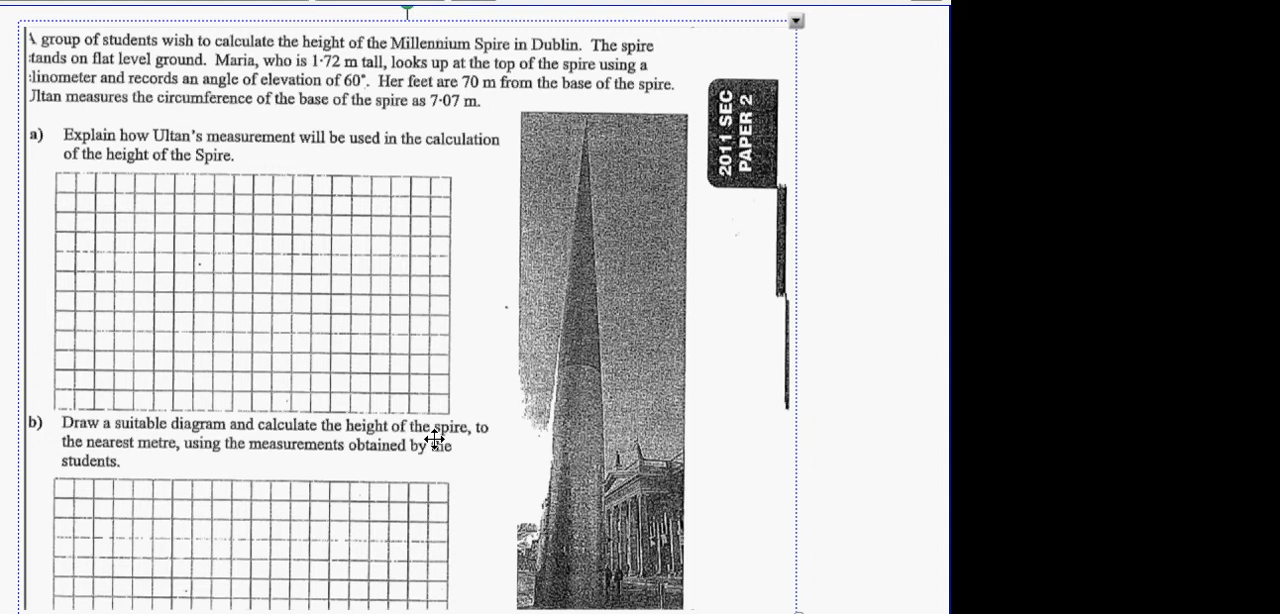 group of students wish to calculate the height of the Millennium Spire in Dublin. The spire
tands on flat level ground. Maria, who is 1·72 m tall, looks up at the top of the spire using a
linometer and records an angle of elevation of 60°. Her feet are 70 m from the base of the spire.
ltan measures the circumference of the base of the spire as 7·07 m.
a) Explain how Ultan's measurement will be used in the calculation
of the height of the Spire.
2011 SEC
PAPER 2
b) Draw a suitable diagram and calculate the height of the spire, to
the nearest metre, using the measurements obtained by the
students.